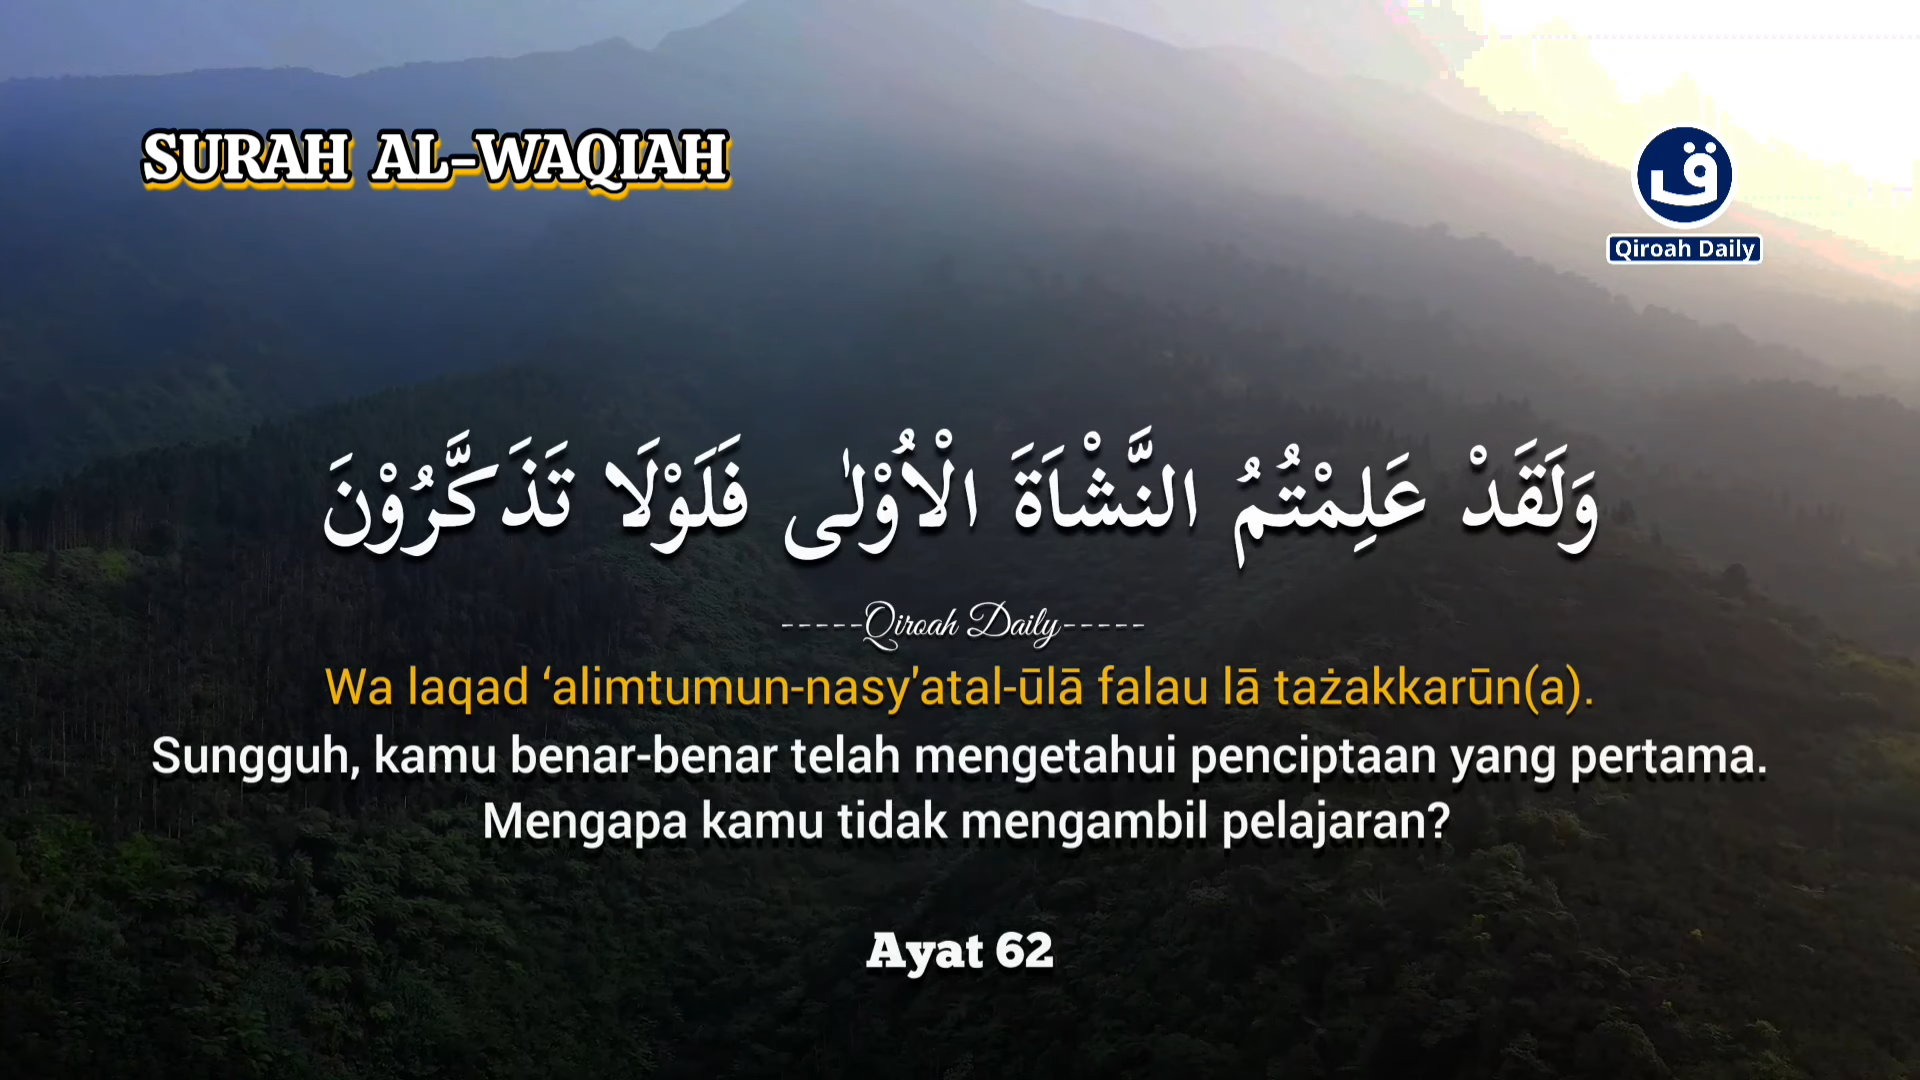 SURAH AL-WAQIAH
ق
Qiroah Daily
وَلَقَدْ عَلِمْتُمُ النَّشْاَةَ الْاُوْلٰى فَلَوْلَا تَذَكَّرُوْنَ
-----Qiroah Daily-----
Wa laqad ‘alimtumun-nasy'atal-ūlā falau lā tażakkarūn(a).
Sungguh, kamu benar-benar telah mengetahui penciptaan yang pertama.
Mengapa kamu tidak mengambil pelajaran?
Ayat 62